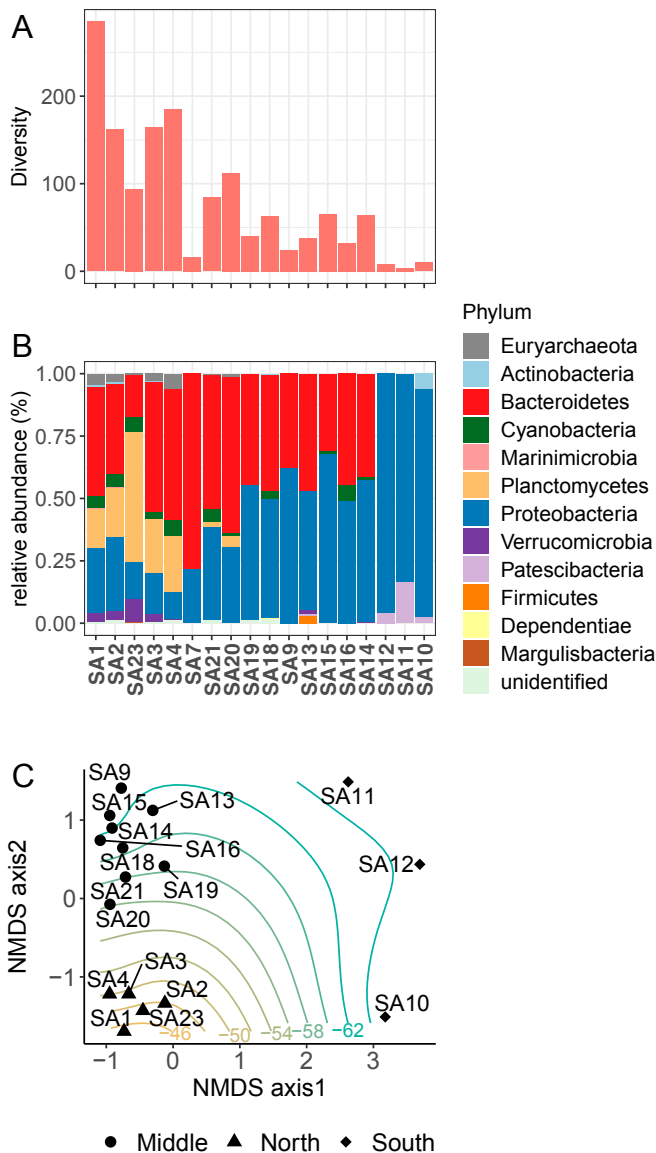 A
Diversity
200
100
0
B
relative abundance (%)
1.00
0.75
0.50
0.25
0.00
SA1 SA2 SA23 SA3 SA4 SA7 SA21 SA20 SA19 SA18 SA9 SA13 SA15 SA16 SA14 SA12 SA11 SA10
Phylum
Euryarchaeota
Actinobacteria
Bacteroidetes
Cyanobacteria
Marinimicrobia
Planctomycetes
Proteobacteria
Verrucomicrobia
Patescibacteria
Firmicutes
Dependentiae
Margulisbacteria
unidentified
C
NMDS axis2
1
0
−1
SA9
SA15 SA13 SA11
SA14
SA16
SA18 SA12
SA21 SA19
SA20
SA4 SA3
SA2
SA1 SA23 SA10
−46 −50 −54 −58 −62
−1 0 1 2 3
NMDS axis1
Middle North South